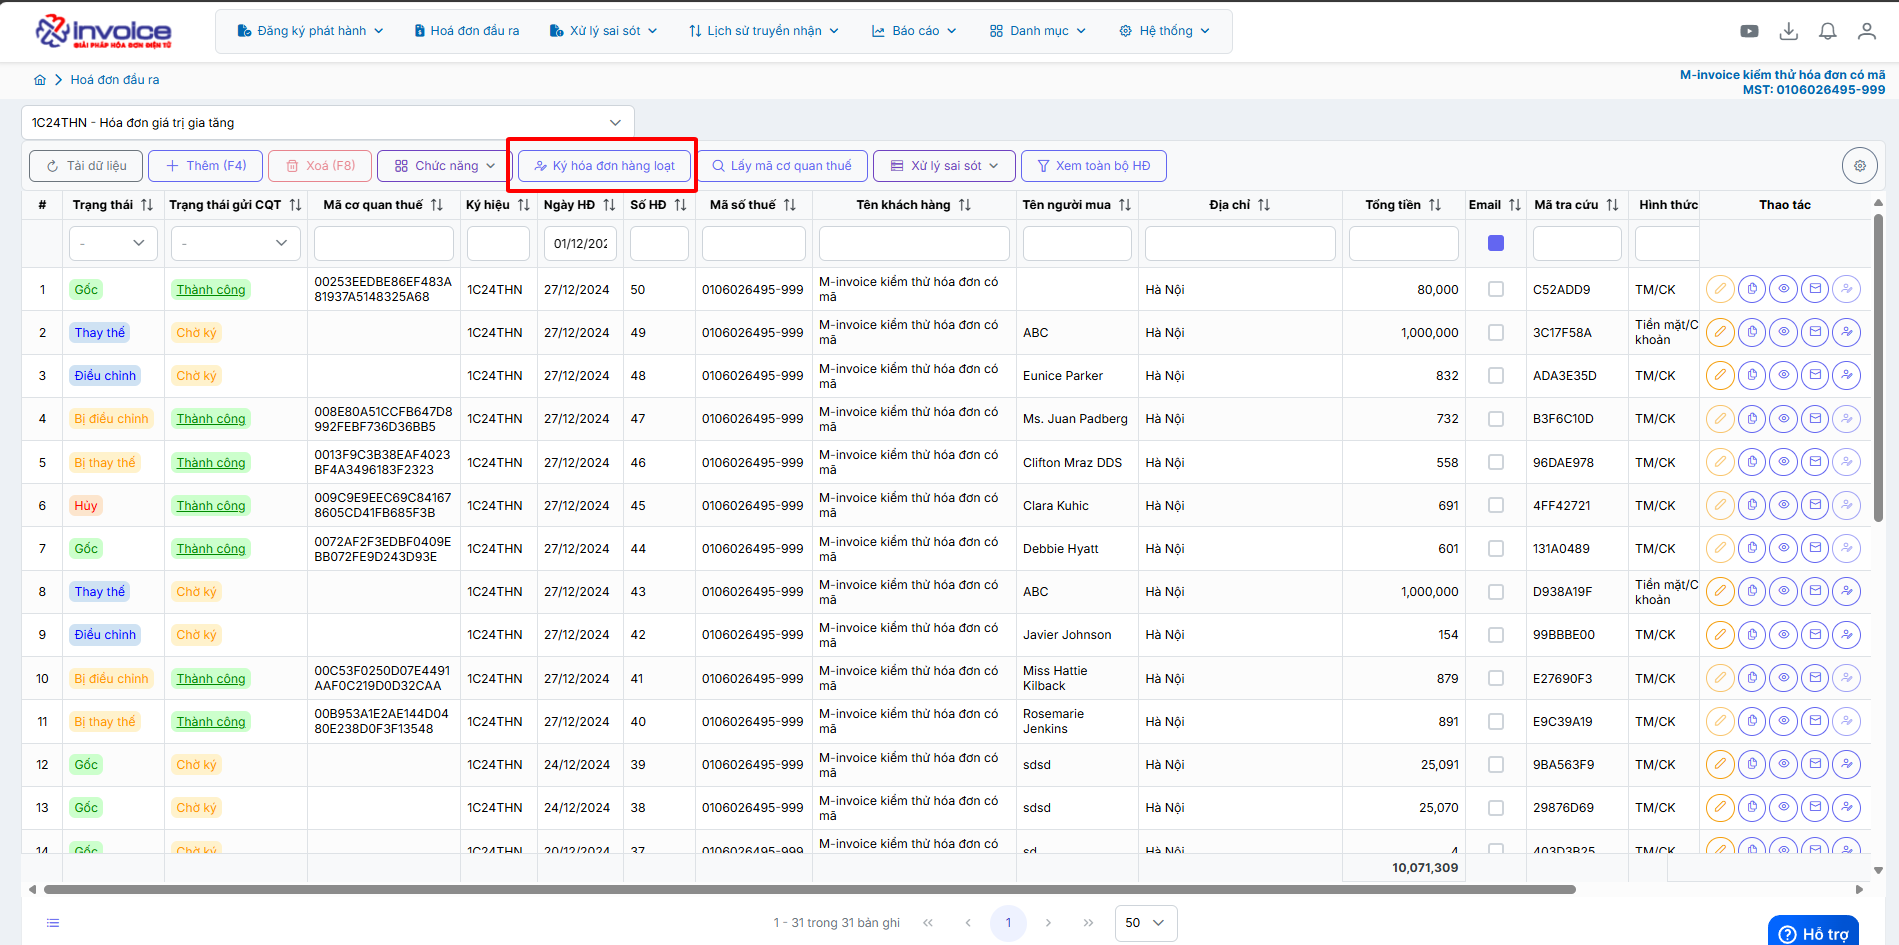 invoice
GIẢI PHÁP HÓA ĐƠN ĐIỆN TỬ
Đăng ký phát hành
Hoá đơn đầu ra
Xử lý sai sót
Lịch sử truyền nhận
Báo cáo
Danh mục
Hệ thống
Hoá đơn đầu ra
M-invoice kiểm thử hóa đơn có mã
MST: 0106026495-999
1C24THN - Hóa đơn giá trị gia tăng
Tải dữ liệu
Thêm (F4)
Xoá (F8)
Chức năng
Ký hóa đơn hàng loạt
Lấy mã cơ quan thuế
Xử lý sai sót
Xem toàn bộ HĐ
# Trạng thái Trạng thái gửi CQT Mã cơ quan thuế Ký hiệu Ngày HĐ Số HĐ Mã số thuế Tên khách hàng Tên người mua Địa chỉ Tổng tiền Email Mã tra cứu Hình thức Thao tác
- - 01/12/202
1 Gốc Thành công 00253EEDBE86EF483A 81937A5148325A68 1C24THN 27/12/2024 50 0106026495-999 M-invoice kiểm thử hóa đơn có mã Hà Nội 80,000 C52ADD9 TM/CK
2 Thay thế Chờ ký 1C24THN 27/12/2024 49 0106026495-999 M-invoice kiểm thử hóa đơn có mã ABC Hà Nội 1,000,000 3C17F58A Tiền mặt/C khoản
3 Điều chỉnh Chờ ký 1C24THN 27/12/2024 48 0106026495-999 M-invoice kiểm thử hóa đơn có mã Eunice Parker Hà Nội 832 ADA3E35D TM/CK
4 Bị điều chỉnh Thành công 008E80A51CCFB647D8 992FEBF736D36BB5 1C24THN 27/12/2024 47 0106026495-999 M-invoice kiểm thử hóa đơn có mã Ms. Juan Padberg Hà Nội 732 B3F6C10D TM/CK
5 Bị thay thế Thành công 0013F9C3B38EAF4023 BF4A3496183F2323 1C24THN 27/12/2024 46 0106026495-999 M-invoice kiểm thử hóa đơn có mã Clifton Mraz DDS Hà Nội 558 96DAE978 TM/CK
6 Hủy Thành công 009C9E9EEC69C84167 8605CD41FB685F3B 1C24THN 27/12/2024 45 0106026495-999 M-invoice kiểm thử hóa đơn có mã Clara Kuhic Hà Nội 691 4FF42721 TM/CK
7 Gốc Thành công 0072AF2F3EDBF0409E BB072FE9D243D93E 1C24THN 27/12/2024 44 0106026495-999 M-invoice kiểm thử hóa đơn có mã Debbie Hyatt Hà Nội 601 131A0489 TM/CK
8 Thay thế Chờ ký 1C24THN 27/12/2024 43 0106026495-999 M-invoice kiểm thử hóa đơn có mã ABC Hà Nội 1,000,000 D938A19F Tiền mặt/C khoản
9 Điều chỉnh Chờ ký 1C24THN 27/12/2024 42 0106026495-999 M-invoice kiểm thử hóa đơn có mã Javier Johnson Hà Nội 154 99BBBE00 TM/CK
10 Bị điều chỉnh Thành công 00C53F0250D07E4491 AAF0C219D0D32CAA 1C24THN 27/12/2024 41 0106026495-999 M-invoice kiểm thử hóa đơn có mã Miss Hattie Kilback Hà Nội 879 E27690F3 TM/CK
11 Bị thay thế Thành công 00B953A1E2AE144D04 80E238D0F3F13548 1C24THN 27/12/2024 40 0106026495-999 M-invoice kiểm thử hóa đơn có mã Rosemarie Jenkins Hà Nội 891 E9C39A19 TM/CK
12 Gốc Chờ ký 1C24THN 24/12/2024 39 0106026495-999 M-invoice kiểm thử hóa đơn có mã sdsd Hà Nội 25,091 9BA563F9 TM/CK
13 Gốc Chờ ký 1C24THN 24/12/2024 38 0106026495-999 M-invoice kiểm thử hóa đơn có mã sdsd Hà Nội 25,070 29876D69 TM/CK
14 Gốc Chờ ký 1C24THN 20/12/2024 37 0106026495-999 M-invoice kiểm thử hóa đơn có sd Hà Nội 4 403D3B25 TM/CK
10,071,309
1 - 31 trong 31 bản ghi
1
50
Hỗ trợ